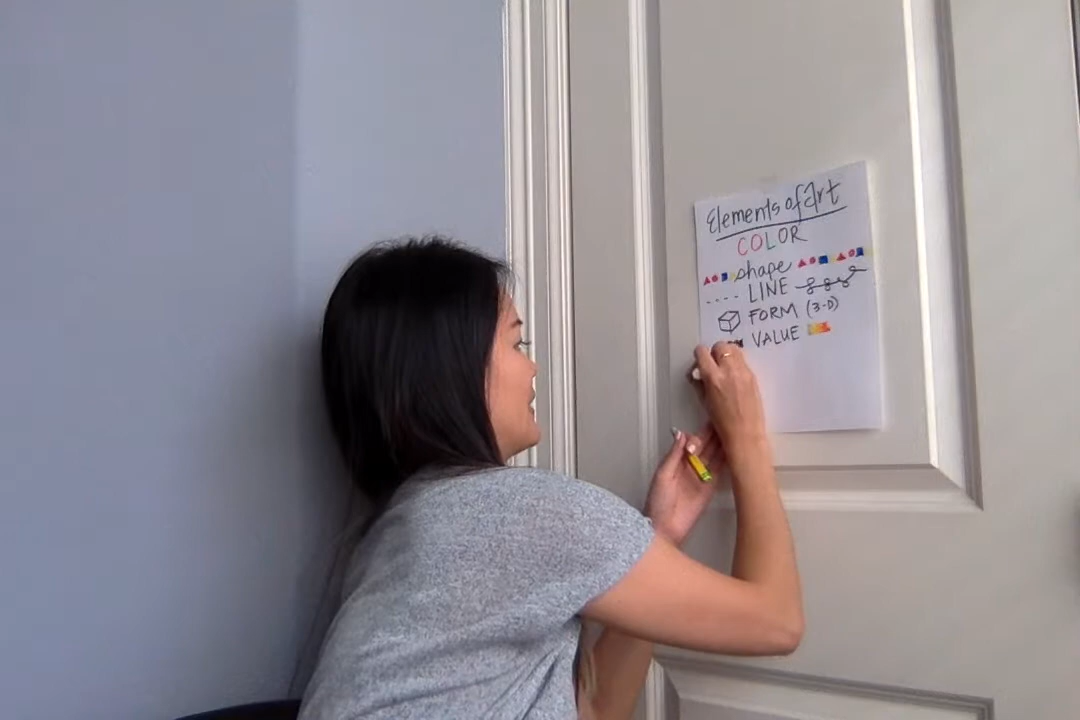 Elements of Art
COLOR
shape
LINE
FORM (3-D)
VALUE